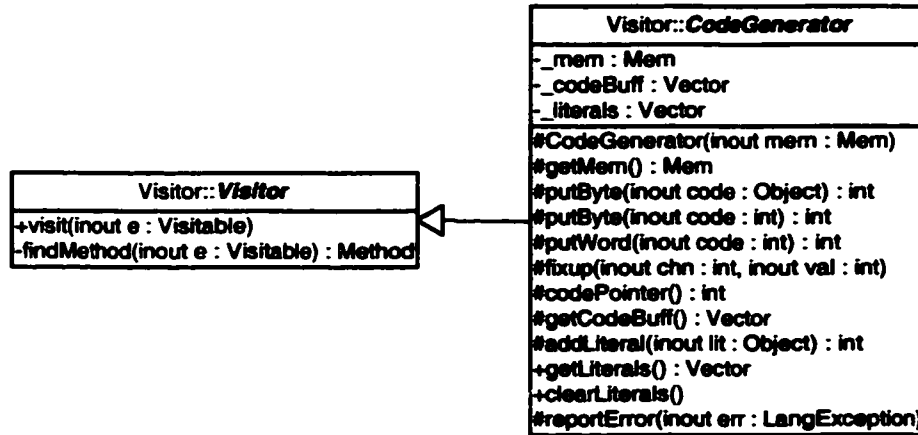 Visitor::Visitor
+visit(inout e : Visitable)
-findMethod(inout e : Visitable) : Method
Visitor::CodeGenerator
-_mem : Mem
-_codeBuff : Vector
-_literals : Vector
#CodeGenerator(inout mem : Mem)
#getMem() : Mem
#putByte(inout code : Object) : int
#putByte(inout code : int) : int
#putWord(inout code : int) : int
#fixup(inout chn : int, inout val : int)
#codePointer() : int
#getCodeBuff() : Vector
#addLiteral(inout lit : Object) : int
+getLiterals() : Vector
+clearLiterals()
#reportError(inout err : LangException)